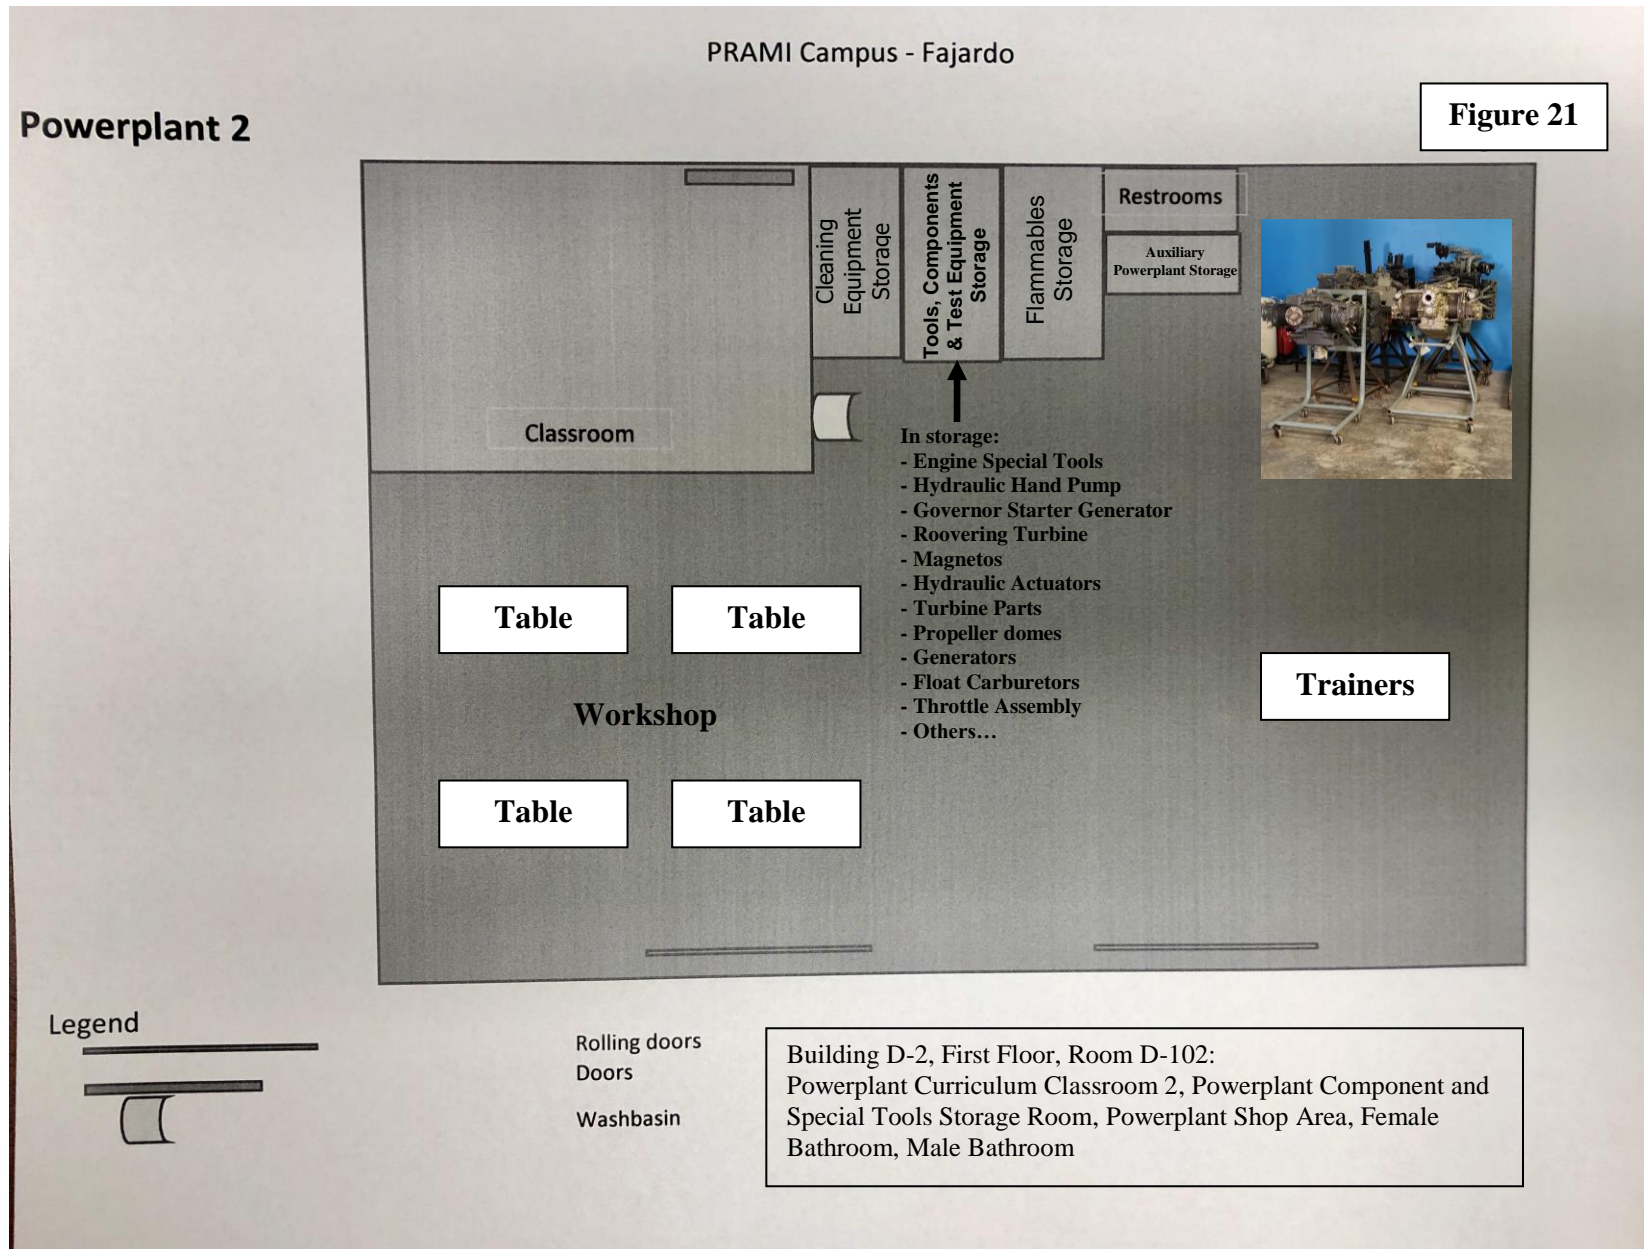 PRAMI Campus - Fajardo
Figure 21
Powerplant 2
Cleaning
Equipment
Storage
Tools, Components
& Test Equipment
Storage
Flammables
Storage
Restrooms
Auxiliary
Powerplant Storage
Classroom
In storage:
- Engine Special Tools
- Hydraulic Hand Pump
- Governor Starter Generator
- Roovering Turbine
- Magnetos
- Hydraulic Actuators
- Turbine Parts
- Propeller domes
- Generators
- Float Carburetors
- Throttle Assembly
- Others…
Table
Table
Workshop
Table
Table
Trainers
Legend
Rolling doors
Doors
Washbasin
Building D-2, First Floor, Room D-102:
Powerplant Curriculum Classroom 2, Powerplant Component and
Special Tools Storage Room, Powerplant Shop Area, Female
Bathroom, Male Bathroom